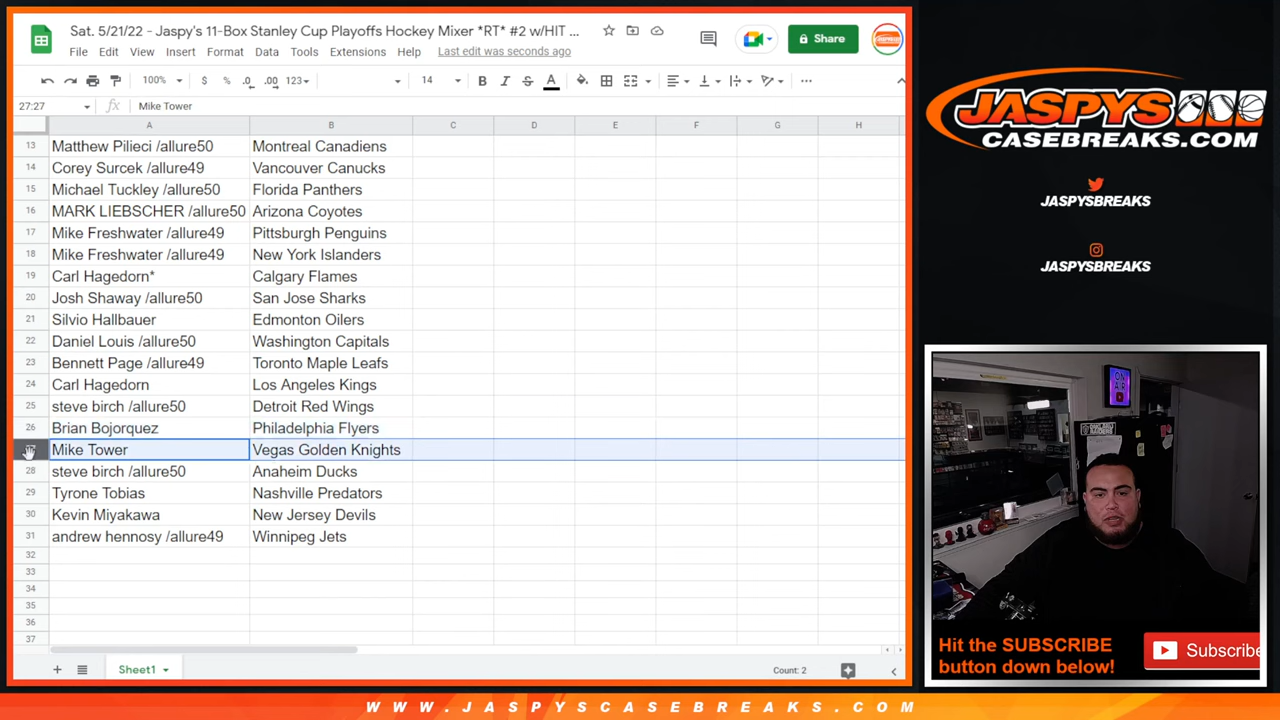 Sat. 5/21/22 - Jaspy's 11-Box Stanley Cup Playoffs Hockey Mixer *RT* #2 w/HIT ...
File Edit View Insert Format Data Tools Extensions Help Last edit was seconds ago
Share
100% $ % .0 .00 123 14 B I S A
27:27 fx Mike Tower
A B C D E F G H
13 Matthew Pilieci /allure50 Montreal Canadiens
14 Corey Surcek /allure49 Vancouver Canucks
15 Michael Tuckley /allure50 Florida Panthers
16 MARK LIEBSCHER /allure50 Arizona Coyotes
17 Mike Freshwater /allure49 Pittsburgh Penguins
18 Mike Freshwater /allure49 New York Islanders
19 Carl Hagedorn* Calgary Flames
20 Josh Shaway /allure50 San Jose Sharks
21 Silvio Hallbauer Edmonton Oilers
22 Daniel Louis /allure50 Washington Capitals
23 Bennett Page /allure49 Toronto Maple Leafs
24 Carl Hagedorn Los Angeles Kings
25 steve birch /allure50 Detroit Red Wings
26 Brian Bojorquez Philadelphia Flyers
Mike Tower Vegas Golden Knights
28 steve birch /allure50 Anaheim Ducks
29 Tyrone Tobias Nashville Predators
30 Kevin Miyakawa New Jersey Devils
31 andrew hennosy /allure49 Winnipeg Jets
32
33
34
35
36
37
Sheet1
Count: 2
JASPYS
CASEBREAKS.COM
JASPYSBREAKS
JASPYSBREAKS
ON
AIR
Hit the SUBSCRIBE
button down below!
Subscribe
WWW.JASPYSCASEBREAKS.COM